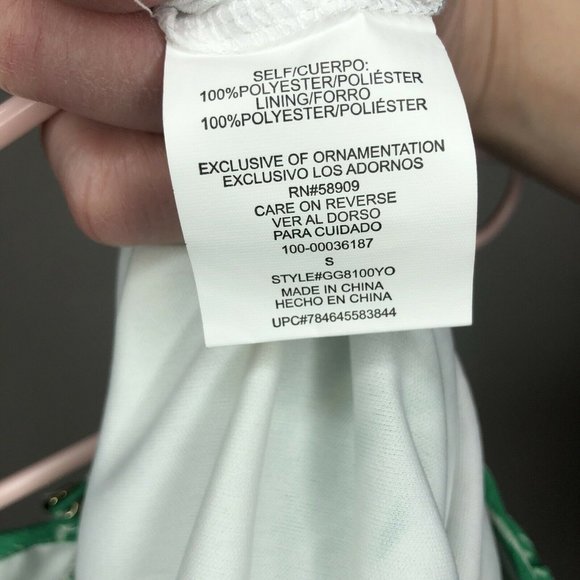 SELF/CUERPO:
100%POLYESTER/POLIÉSTER
LINING/FORRO
100%POLYESTER/POLIÉSTER
EXCLUSIVE OF ORNAMENTATION
EXCLUSIVO LOS ADORNOS
RN#58909
CARE ON REVERSE
VER AL DORSO
PARA CUIDADO
100-00036187
S
STYLE#GG8100YO
MADE IN CHINA
HECHO EN CHINA
UPC#784645583844